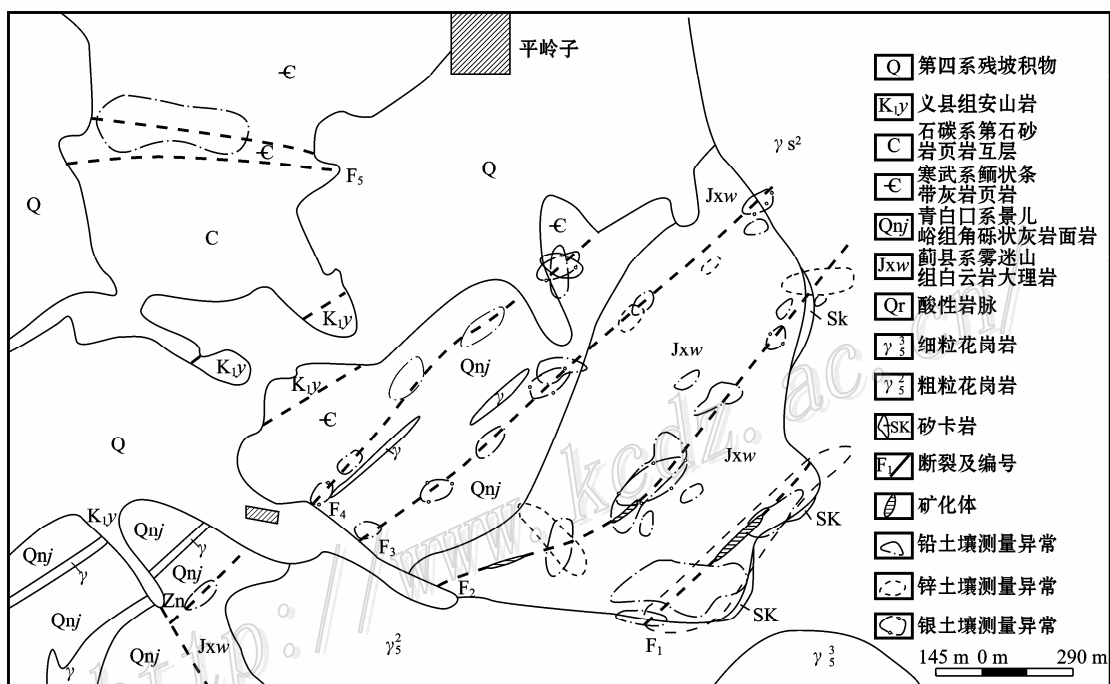 平岭子
Є
Є
F5
Q
C
Q
Є
γs²
Jxw
K₁y
K₁y
K₁y
Є
Qnj
γ
γ
Jxw
Sk
Jxw
Q
Qnj
F4
F3
F2
SK
SK
F1
K₁y
Qnj
Qnj
γ
γ
Qnj
Zn
Qnj
Qnj
Jxw
γ
γ²₅
γ³₅
Q 第四系残坡积物
K₁y 义县组安山岩
C 石碳系第石砂
岩页岩互层
Є 寒武系鲕状条
带灰岩页岩
Qnj 青白口系景儿
峪组角砾状灰岩面岩
Jxw 蓟县系雾迷山
组白云岩大理岩
Qr 酸性岩脉
γ³₅ 细粒花岗岩
γ²₅ 粗粒花岗岩
SK 矽卡岩
F1 断裂及编号
矿化体
铅土壤测量异常
锌土壤测量异常
银土壤测量异常
145 m 0 m 290 m
http://www.kcdz.ac.cn/